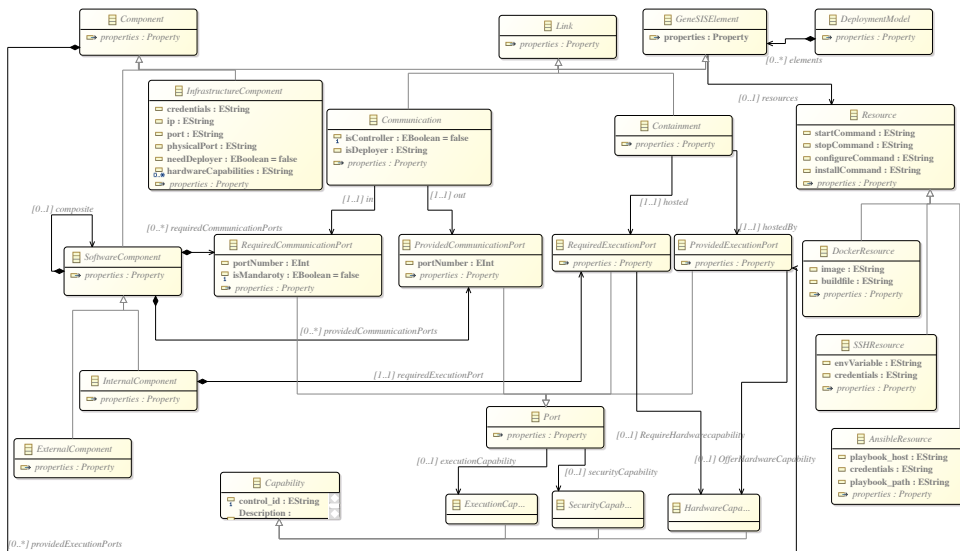 Component
properties : Property
Link
properties : Property
GeneSISElement
properties : Property
DeploymentModel
properties : Property
[0..*] elements
[0..1] resources
InfrastructureComponent
credentials : EString
ip : EString
port : EString
physicalPort : EString
needDeployer : EBoolean = false
hardwareCapabilities : EString
0..*
properties : Property
Communication
isController : EBoolean = false
isDeployer : EString
properties : Property
Containment
properties : Property
Resource
startCommand : EString
stopCommand : EString
configureCommand : EString
installCommand : EString
properties : Property
[1..1] in
[1..1] out
[1..1] hosted
[1..1] hostedBy
[0..1] composite
[0..*] requiredCommunicationPorts
SoftwareComponent
properties : Property
RequiredCommunicationPort
portNumber : EInt
isMandaroty : EBoolean = false
properties : Property
ProvidedCommunicationPort
portNumber : EInt
properties : Property
RequiredExecutionPort
properties : Property
ProvidedExecutionPort
properties : Property
DockerResource
image : EString
buildfile : EString
properties : Property
[0..*] providedCommunicationPorts
SSHResource
envVariable : EString
credentials : EString
properties : Property
InternalComponent
properties : Property
[1..1] requiredExecutionPort
Port
properties : Property
ExternalComponent
properties : Property
[0..1] RequireHardwarecapability
[0..1] executionCapability
[0..1] securityCapability
[0..1] OfferHardwareCapability
AnsibleResource
playbook_host : EString
credentials : EString
playbook_path : EString
properties : Property
Capability
control_id : EString
Description :
ExecutionCap...
SecurityCapab...
HardwareCapa...
[0..*] providedExecutionPorts